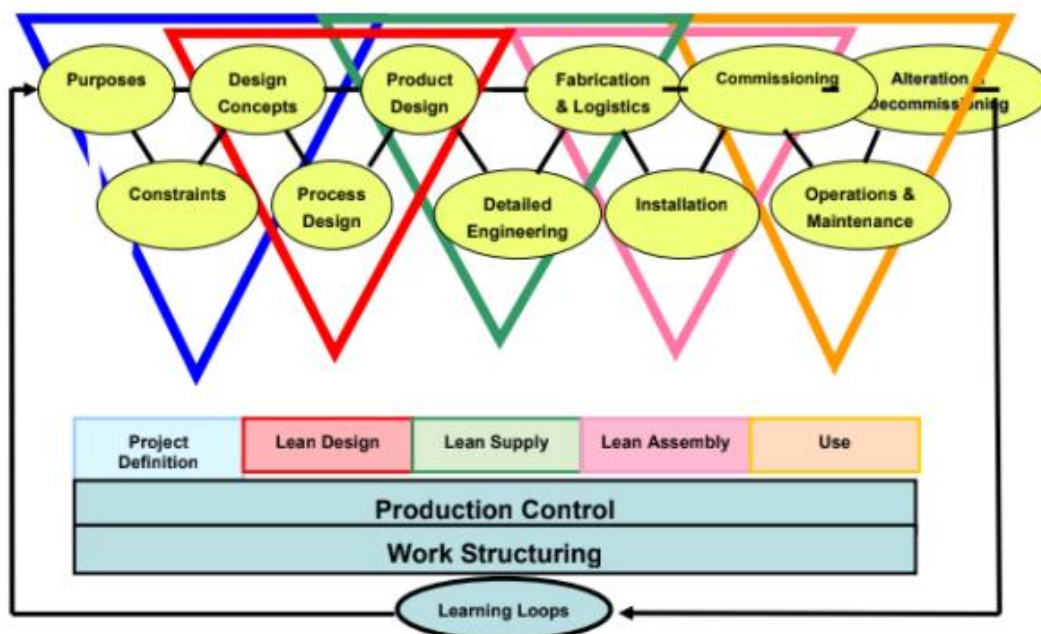 Purposes
Design
Concepts
Product
Design
Fabrication
& Logistics
Commissioning
Alteration
Decommissioning
Constraints
Process
Design
Detailed
Engineering
Installation
Operations &
Maintenance
Project
Definition
Lean Design
Lean Supply
Lean Assembly
Use
Production Control
Work Structuring
Learning Loops